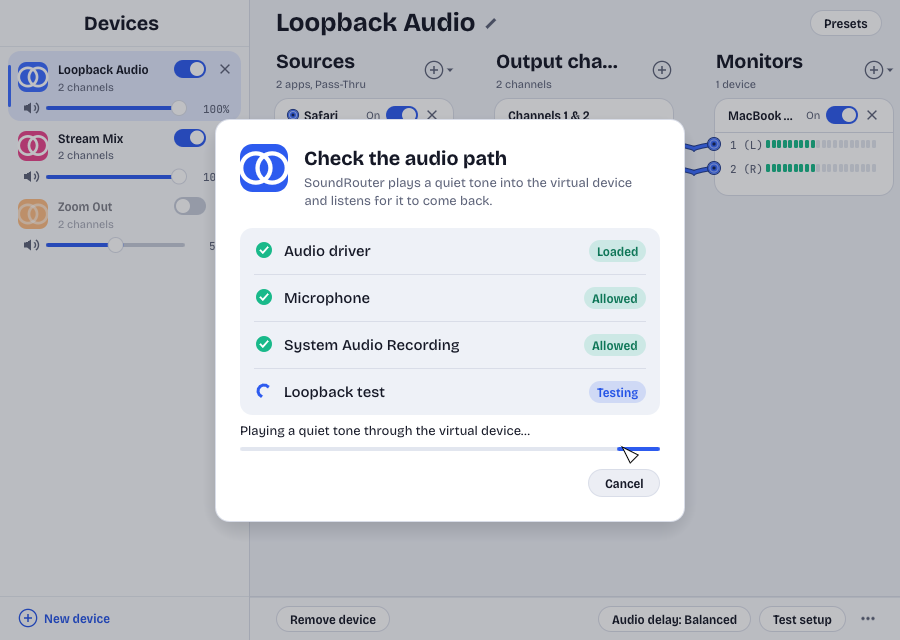 Devices
Loopback Audio
2 channels
100%
Stream Mix
2 channels
10
Zoom Out
2 channels
5
New device
Loopback Audio
Presets
Sources
2 apps, Pass-Thru
Output cha...
2 channels
Monitors
1 device
Safari
On
Channels 1 & 2
MacBook ...
On
1 (L)
2 (R)
Check the audio path
SoundRouter plays a quiet tone into the virtual device
and listens for it to come back.
Audio driver
Loaded
Microphone
Allowed
System Audio Recording
Allowed
Loopback test
Testing
Playing a quiet tone through the virtual device...
Cancel
Remove device
Audio delay: Balanced
Test setup